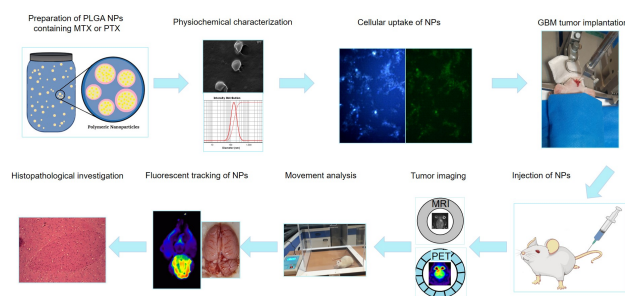 Preparation of PLGA NPs
containing MTX or PTX
Physiochemical characterization
Cellular uptake of NPs
GBM tumor implantation
Polymeric Nanoparticles
Histopathological investigation
Fluorescent tracking of NPs
Movement analysis
Tumor imaging
Injection of NPs
MRI
PET